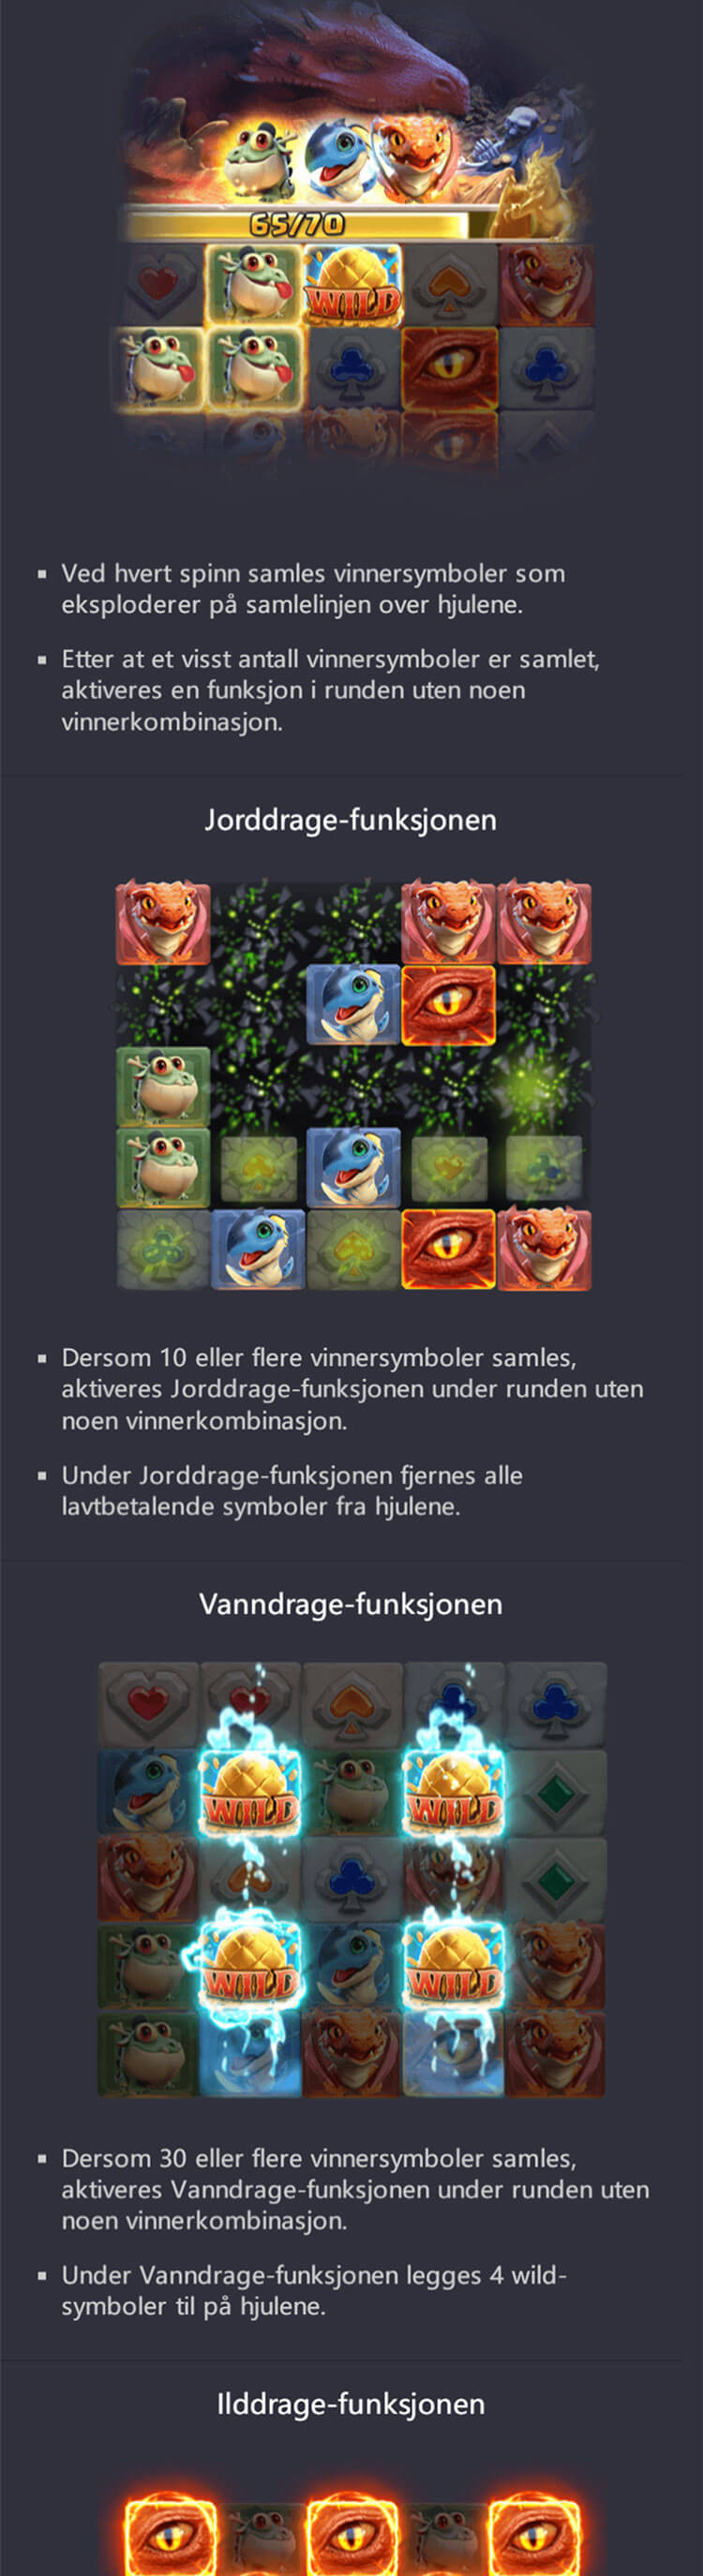 65/70
WILD
▪ Ved hvert spinn samles vinnersymboler som
eksploderer på samlelinjen over hjulene.
▪ Etter at et visst antall vinnersymboler er samlet,
aktiveres en funksjon i runden uten noen
vinnerkombinasjon.
Jorddrage-funksjonen
▪ Dersom 10 eller flere vinnersymboler samles,
aktiveres Jorddrage-funksjonen under runden uten
noen vinnerkombinasjon.
▪ Under Jorddrage-funksjonen fjernes alle
lavtbetalende symboler fra hjulene.
Vanndrage-funksjonen
WILD WILD
WILD WILD
▪ Dersom 30 eller flere vinnersymboler samles,
aktiveres Vanndrage-funksjonen under runden uten
noen vinnerkombinasjon.
▪ Under Vanndrage-funksjonen legges 4 wild-
symboler til på hjulene.
Ilddrage-funksjonen